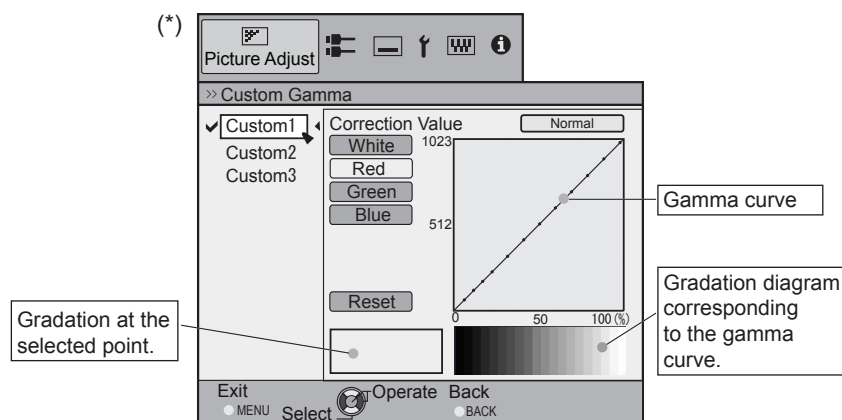 (*)
Picture Adjust
>> Custom Gamma
Custom1
Custom2
Custom3
Correction Value
Normal
White
Red
Green
Blue
Reset
1023
512
0
50
100 (%)
Gamma curve
Gradation diagram
corresponding
to the gamma
curve.
Gradation at the
selected point.
Exit
MENU
Select
Operate
Back
BACK